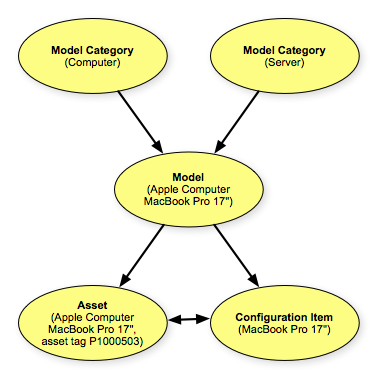 Model Category
(Computer)
Model Category
(Server)
Model
(Apple Computer
MacBook Pro 17")
Asset
(Apple Computer
MacBook Pro 17",
asset tag P1000503)
Configuration Item
(MacBook Pro 17")